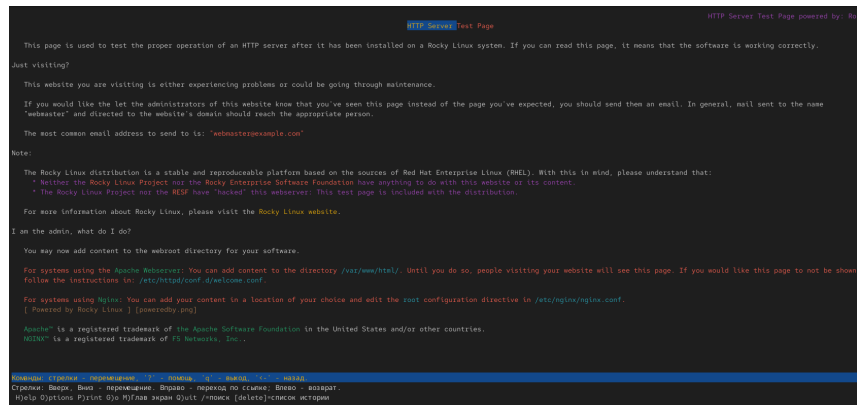 HTTP Server Test Page powered by: Ro
HTTP Server Test Page
This page is used to test the proper operation of an HTTP server after it has been installed on a Rocky Linux system. If you can read this page, it means that the software is working correctly.
Just visiting?
This website you are visiting is either experiencing problems or could be going through maintenance.
If you would like the let the administrators of this website know that you've seen this page instead of the page you've expected, you should send them an email. In general, mail sent to the name
"webmaster" and directed to the website's domain should reach the appropriate person.
The most common email address to send to is: "webmaster@example.com"
Note:
The Rocky Linux distribution is a stable and reproduceable platform based on the sources of Red Hat Enterprise Linux (RHEL). With this in mind, please understand that:
* Neither the Rocky Linux Project nor the Rocky Enterprise Software Foundation have anything to do with this website or its content.
* The Rocky Linux Project nor the RESF have "hacked" this webserver: This test page is included with the distribution.
For more information about Rocky Linux, please visit the Rocky Linux website.
I am the admin, what do I do?
You may now add content to the webroot directory for your software.
For systems using the Apache Webserver: You can add content to the directory /var/www/html/. Until you do so, people visiting your website will see this page. If you would like this page to not be shown
follow the instructions in: /etc/httpd/conf.d/welcome.conf.
For systems using Nginx: You can add your content in a location of your choice and edit the root configuration directive in /etc/nginx/nginx.conf.
[ Powered by Rocky Linux ] [poweredby.png]
Apache™ is a registered trademark of the Apache Software Foundation in the United States and/or other countries.
NGINX™ is a registered trademark of F5 Networks, Inc..
Команды: стрелки - перемещение, '?' - помощь, 'q' - выход, '<-' - назад.
Стрелки: Вверх, Вниз - перемещение. Вправо - переход по ссылке; Влево - возврат.
H)elp O)ptions P)rint G)o M)Глав экран Q)uit /=поиск [delete]=список истории